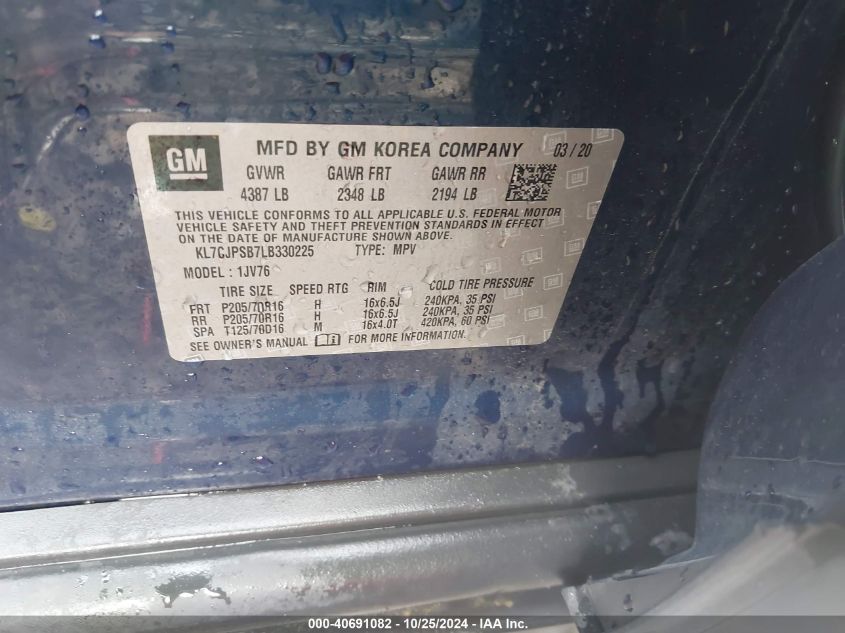 GM MFD BY GM KOREA COMPANY 03/20
GVWR GAWR FRT GAWR RR
4387 LB 2348 LB 2194 LB
THIS VEHICLE CONFORMS TO ALL APPLICABLE U.S. FEDERAL MOTOR
VEHICLE SAFETY AND THEFT PREVENTION STANDARDS IN EFFECT
ON THE DATE OF MANUFACTURE SHOWN ABOVE.
KL7CJPSB7LB330225 TYPE: MPV
MODEL : 1JV76
TIRE SIZE SPEED RTG RIM COLD TIRE PRESSURE
FRT P205/70R16 H 16x6.5J 240KPA, 35 PSI
RR P205/70R16 H 16x6.5J 240KPA, 35 PSI
SPA T125/70D16 M 16x4.0T 420KPA, 60 PSI
SEE OWNER'S MANUAL FOR MORE INFORMATION.
000-40691082 - 10/25/2024 - IAA Inc.